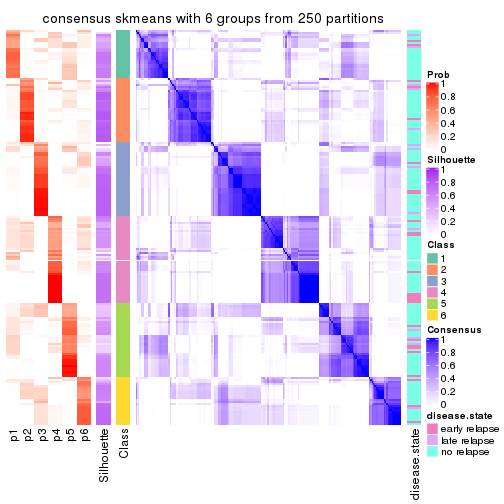 consensus skmeans with 6 groups from 250 partitions
Prob
1
0.8
0.6
0.4
0.2
0
Silhouette
1
0.8
0.6
0.4
0.2
0
Class
1
2
3
4
5
6
Consensus
1
0.8
0.6
0.4
0.2
0
disease.state
early relapse
late relapse
no relapse
p1
p2
p3
p4
p5
p6
Silhouette
Class
disease.state